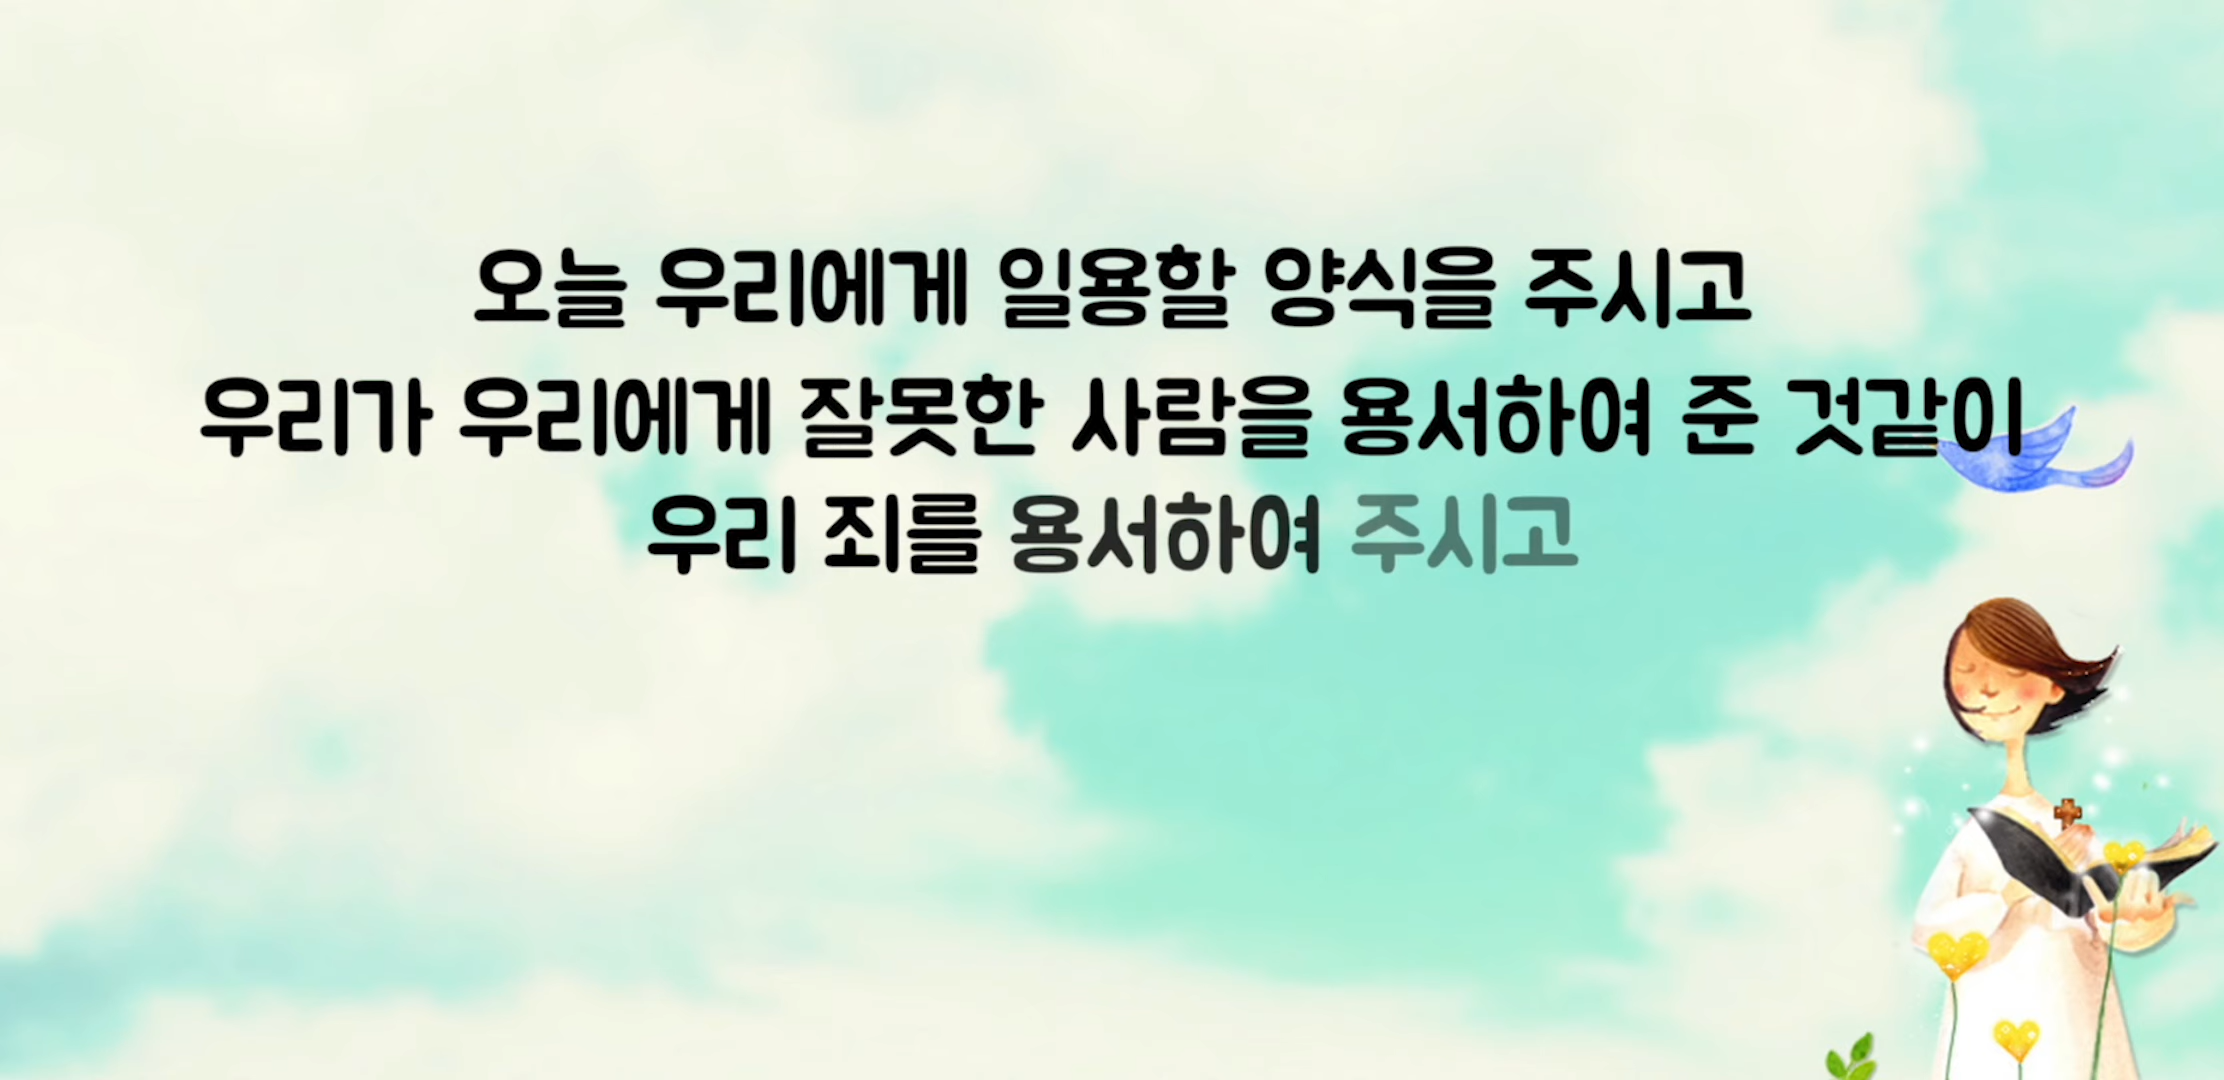 오늘 우리에게 일용할 양식을 주시고
우리가 우리에게 잘못한 사람을 용서하여 준 것같이
우리 죄를 용서하여 주시고